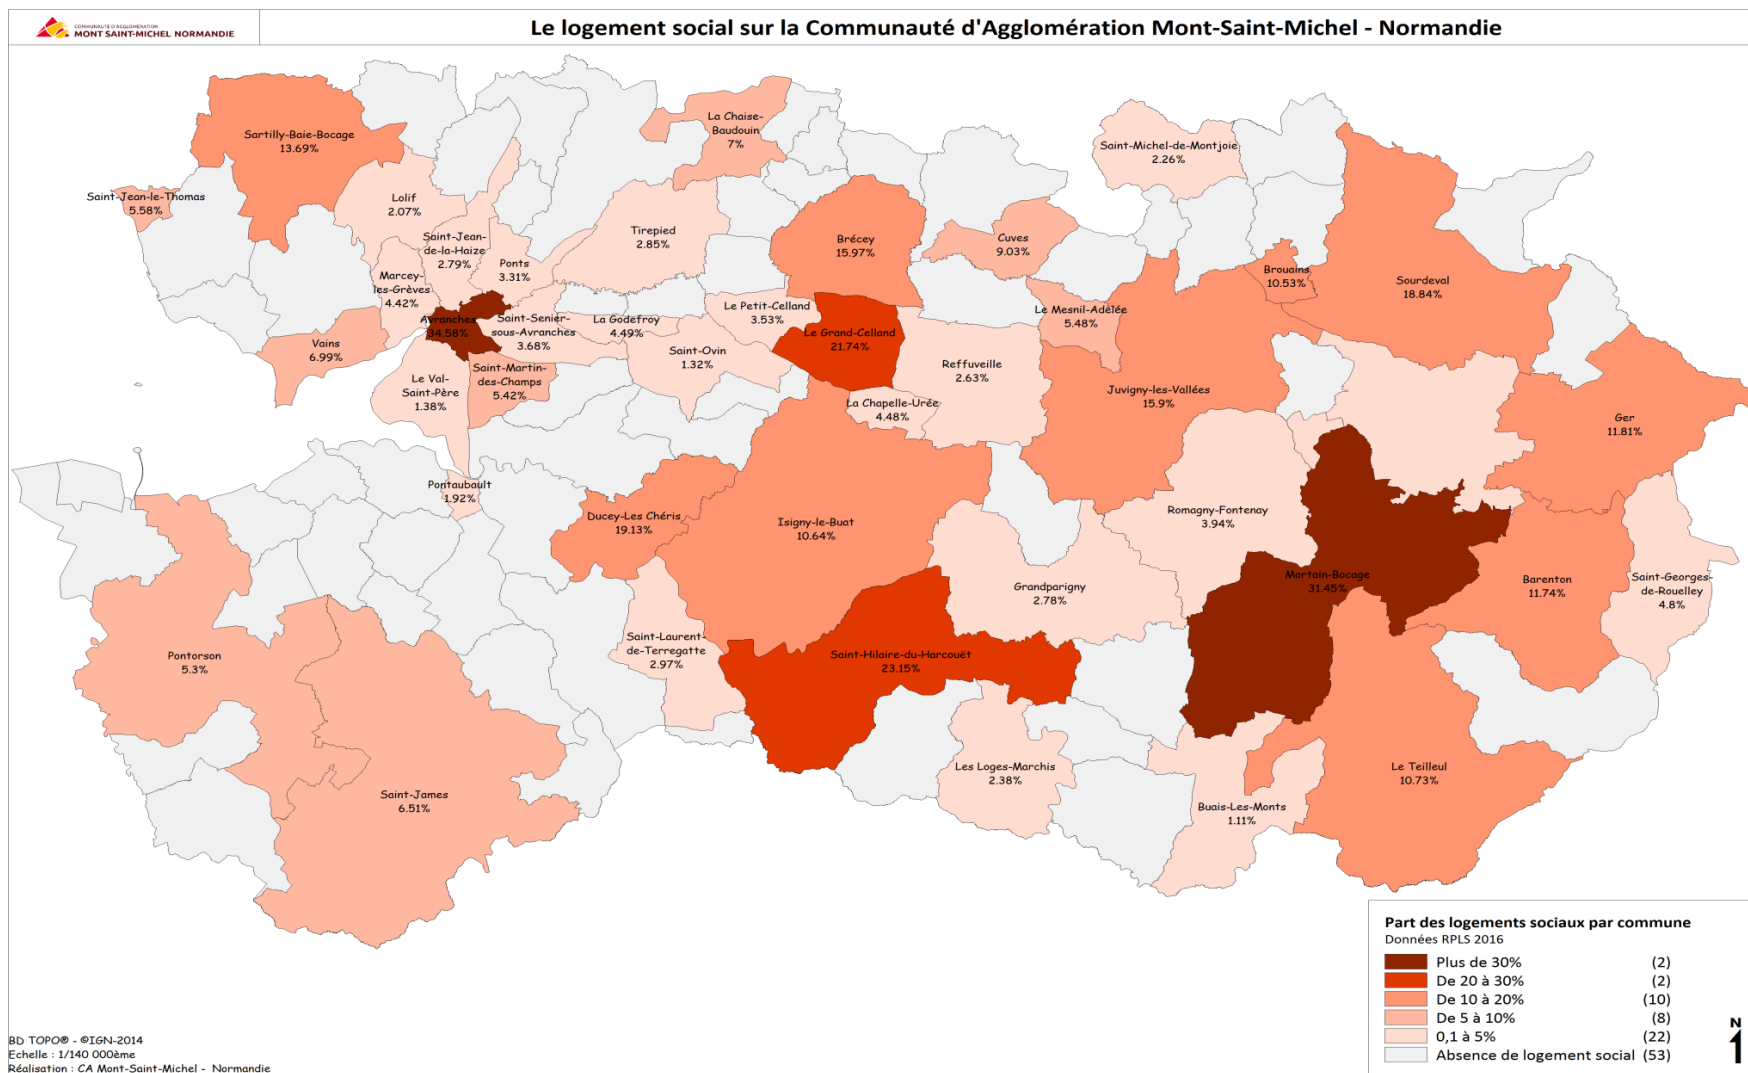 COMMUNAUTÉ D'AGGLOMÉRATION
MONT SAINT-MICHEL NORMANDIE
Le logement social sur la Communauté d'Agglomération Mont-Saint-Michel - Normandie
Sartilly-Baie-Bocage
13.69%
La Chaise-
Baudouin
7%
Saint-Michel-de-Montjoie
2.26%
Saint-Jean-le-Thomas
5.58%
Lolif
2.07%
Saint-Jean-
de-la-Haize
2.79%
Ponts
3.31%
Tirepied
2.85%
Brécey
15.97%
Cuves
9.03%
Marcey-
les-Grèves
4.42%
Brouains
10.53%
Sourdeval
18.84%
Avranches
34.58%
Saint-Senier-
sous-Avranches
3.68%
La Godefroy
4.49%
Le Petit-Celland
3.53%
Le Grand-Celland
21.74%
Le Mesnil-Adelée
5.48%
Vains
6.99%
Saint-Ovin
1.32%
Reffuveille
2.63%
Le Val-
Saint-Père
1.38%
Saint-Martin-
des-Champs
5.42%
La Chapelle-Urée
4.48%
Juvigny-les-Vallées
15.9%
Ger
11.81%
Pontaubault
1.92%
Ducey-Les Chéris
19.13%
Isigny-le-Buat
10.64%
Romagny-Fontenay
3.94%
Mortain-Bocage
31.45%
Barenton
11.74%
Saint-Georges-
de-Rouelley
4.8%
Grandparigny
2.78%
Pontorson
5.3%
Saint-Laurent-
de-Terregatte
2.97%
Saint-Hilaire-du-Harcouët
23.15%
Les Loges-Marchis
2.38%
Le Teilleul
10.73%
Saint-James
6.51%
Buais-Les-Monts
1.11%
Part des logements sociaux par commune
Données RPLS 2016
Plus de 30% (2)
De 20 à 30% (2)
De 10 à 20% (10)
De 5 à 10% (8)
0,1 à 5% (22)
Absence de logement social (53)
N
BD TOPO® - ©IGN-2014
Echelle : 1/140 000ème
Réalisation : CA Mont-Saint-Michel - Normandie